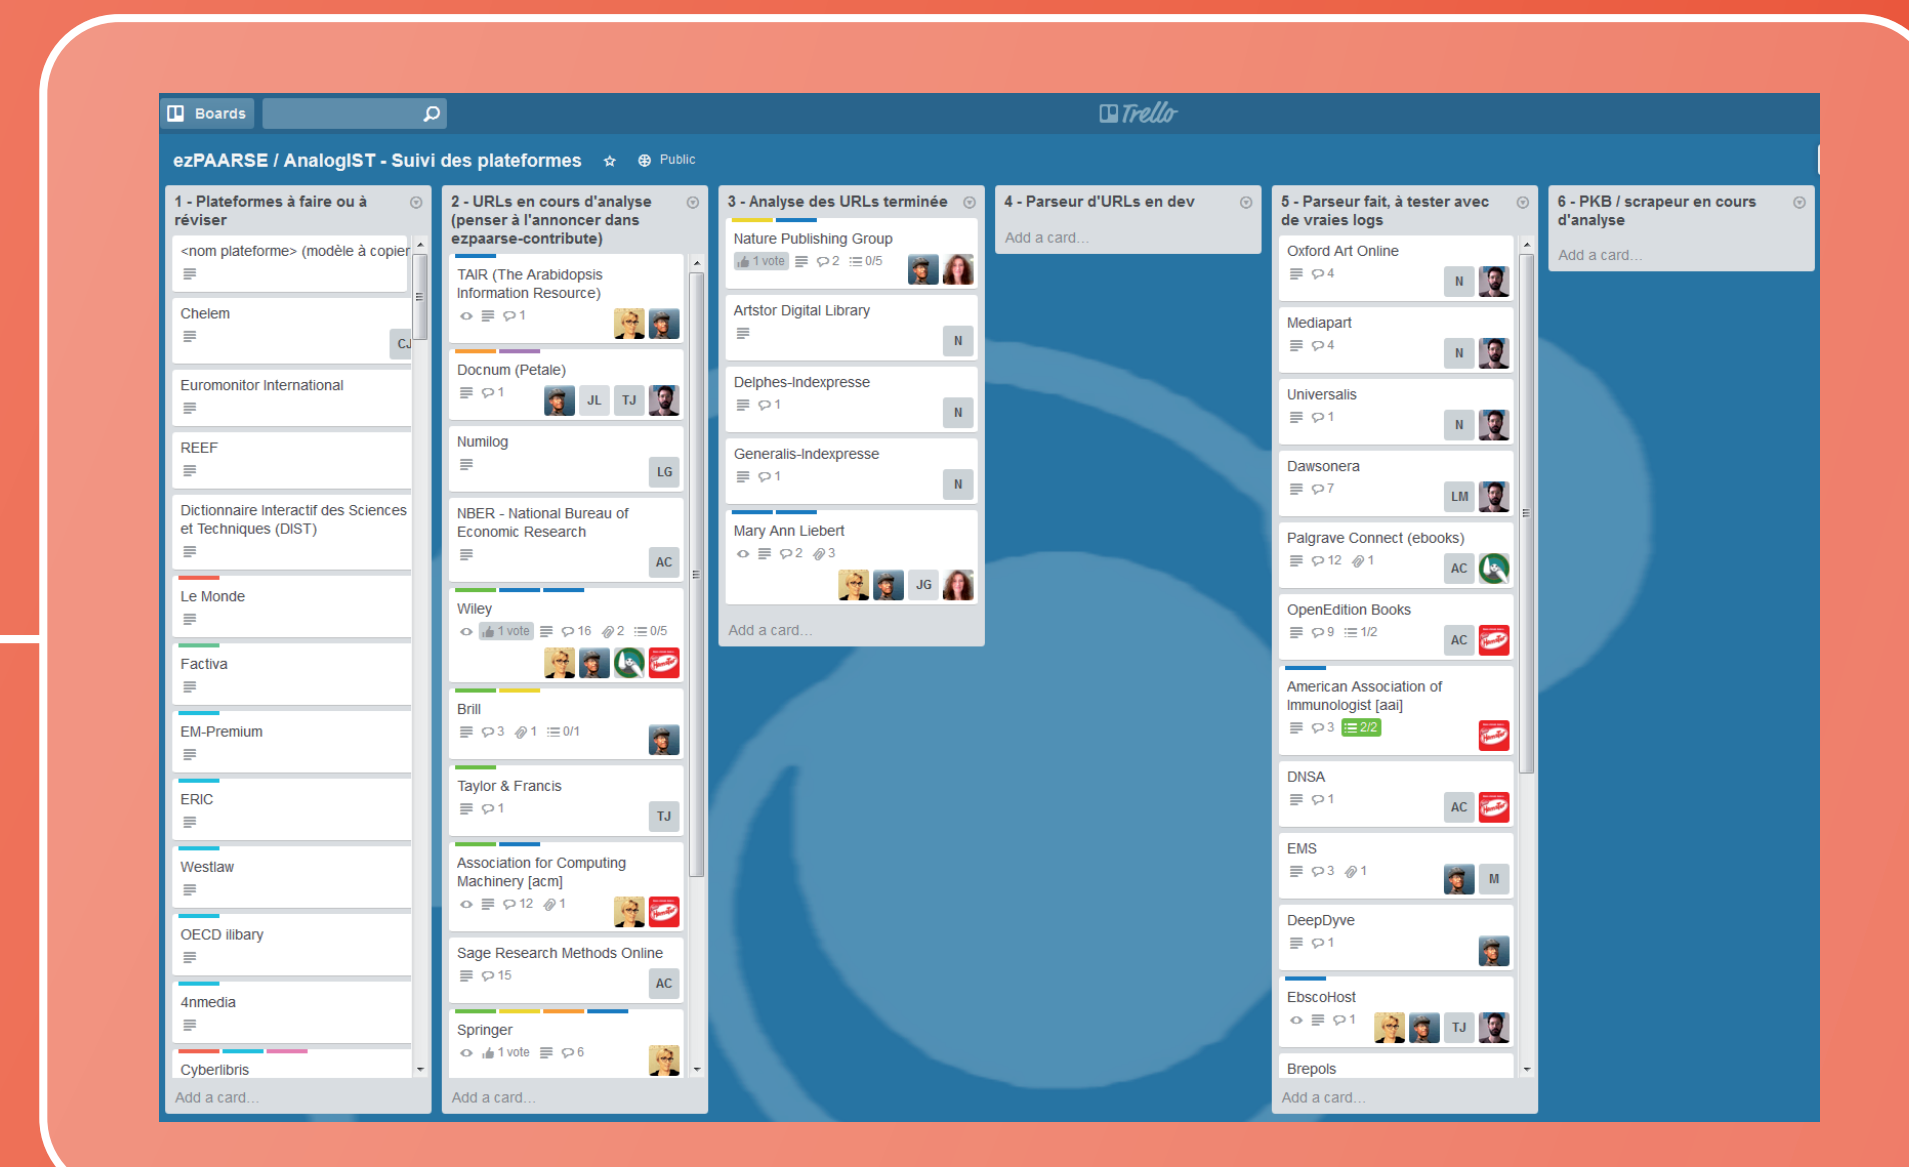 Boards
Trello
ezPAARSE / AnalogIST - Suivi des plateformes
Public
1 - Plateformes à faire ou à
réviser
<nom plateforme> (modèle à copier
Chelem
CJ
Euromonitor International
REEF
Dictionnaire Interactif des Sciences
et Techniques (DIST)
Le Monde
Factiva
EM-Premium
ERIC
Westlaw
OECD ilibary
4nmedia
Cyberlibris
Add a card...
2 - URLs en cours d'analyse
(penser à l'annoncer dans
ezpaarse-contribute)
TAIR (The Arabidopsis
Information Resource)
1
Docnum (Petale)
1
JL TJ
Numilog
LG
NBER - National Bureau of
Economic Research
AC
Wiley
1 vote 16 2 0/5
Brill
3 1 0/1
Taylor & Francis
1
TJ
Association for Computing
Machinery [acm]
12 1
Sage Research Methods Online
15
AC
Springer
1 vote 6
Add a card...
3 - Analyse des URLs terminée
Nature Publishing Group
1 vote 2 0/5
Artstor Digital Library
N
Delphes-Indexpresse
1
N
Generalis-Indexpresse
1
N
Mary Ann Liebert
2 3
JG
Add a card...
4 - Parseur d'URLs en dev
Add a card...
5 - Parseur fait, à tester avec
de vraies logs
Oxford Art Online
4
N
Mediapart
4
N
Universalis
1
N
Dawsonera
7
LM
Palgrave Connect (ebooks)
12 1
AC
OpenEdition Books
9 1/2
AC
American Association of
Immunologist [aai]
3 2/2
DNSA
1
AC
EMS
3 1
M
DeepDyve
1
EbscoHost
1
TJ
Brepols
Add a card...
6 - PKB / scrapeur en cours
d'analyse
Add a card...